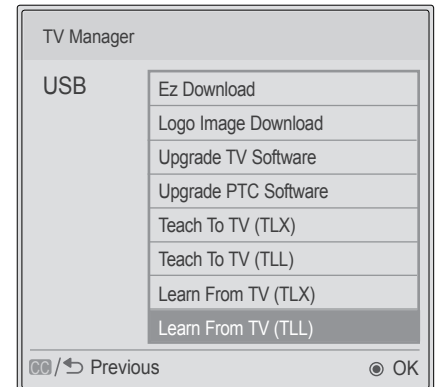 TV Manager
USB
Ez Download
Logo Image Download
Upgrade TV Software
Upgrade PTC Software
Teach To TV (TLX)
Teach To TV (TLL)
Learn From TV (TLX)
Learn From TV (TLL)
CC/ Previous OK